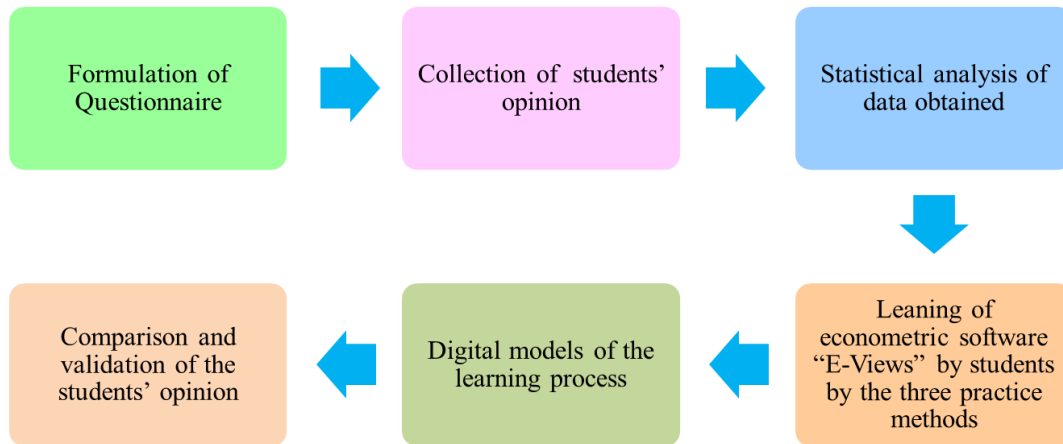 Formulation of
Questionnaire
Collection of students’
opinion
Statistical analysis of
data obtained
Leaning of
econometric software
“E-Views” by students
by the three practice
methods
Digital models of the
learning process
Comparison and
validation of the
students’ opinion